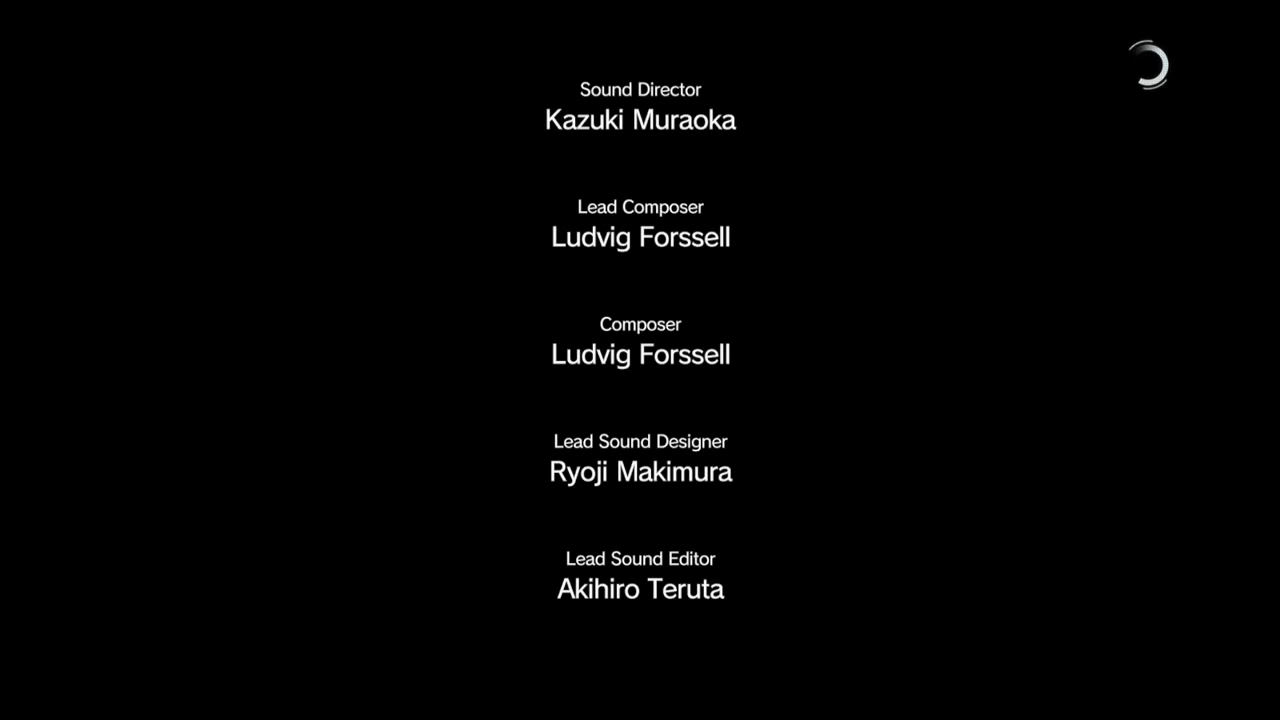 Sound Director
Kazuki Muraoka
Lead Composer
Ludvig Forssell
Composer
Ludvig Forssell
Lead Sound Designer
Ryoji Makimura
Lead Sound Editor
Akihiro Teruta